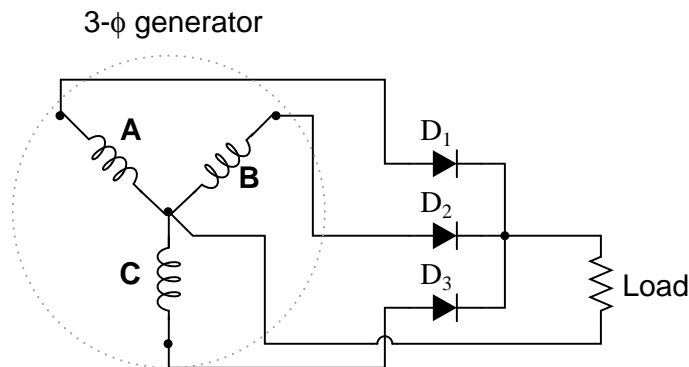 3-ϕ generator
A
B
C
D1
D2
D3
Load